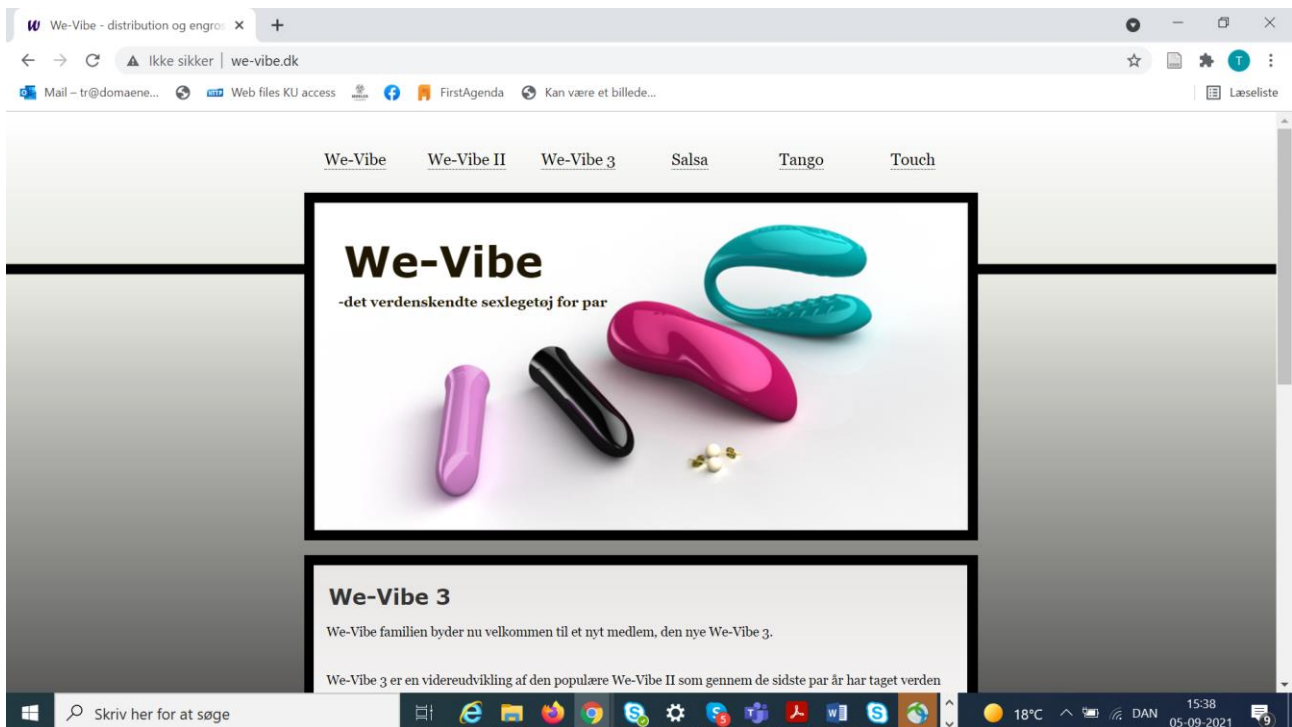 We-Vibe - distribution og engros
Ikke sikker | we-vibe.dk
Mail – tr@domaene... Web files KU access FirstAgenda Kan være et billede... Læseliste
We-Vibe We-Vibe II We-Vibe 3 Salsa Tango Touch
We-Vibe
-det verdenskendte sexlegetøj for par
We-Vibe 3
We-Vibe familien byder nu velkommen til et nyt medlem, den nye We-Vibe 3.
We-Vibe 3 er en videreudvikling af den populære We-Vibe II som gennem de sidste par år har taget verden
Skriv her for at søge
18°C DAN
15:38
05-09-2021
9